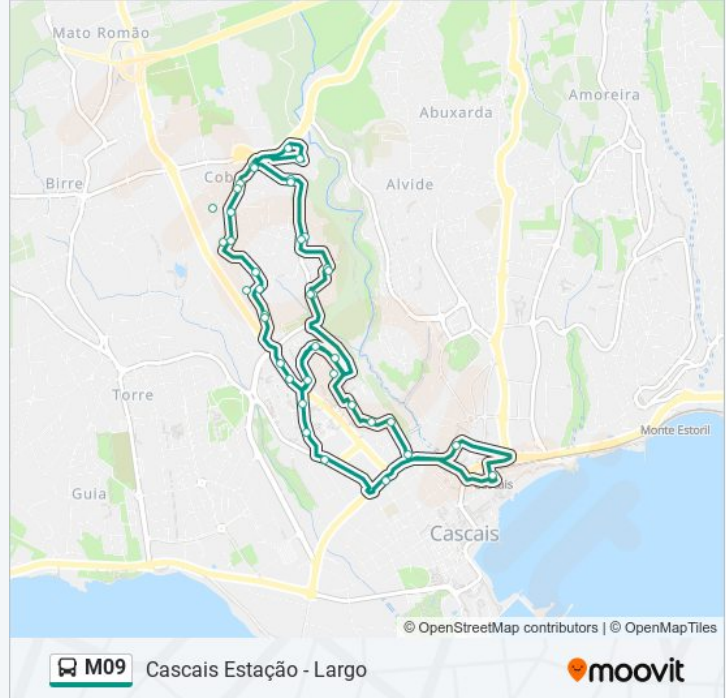 Mato Romão
Amoreira
Abuxarda
Birre
Alvide
Torre
Monte Estoril
Guia
Cascais
© OpenStreetMap contributors | © OpenMapTiles
M09 Cascais Estação - Largo
moovit